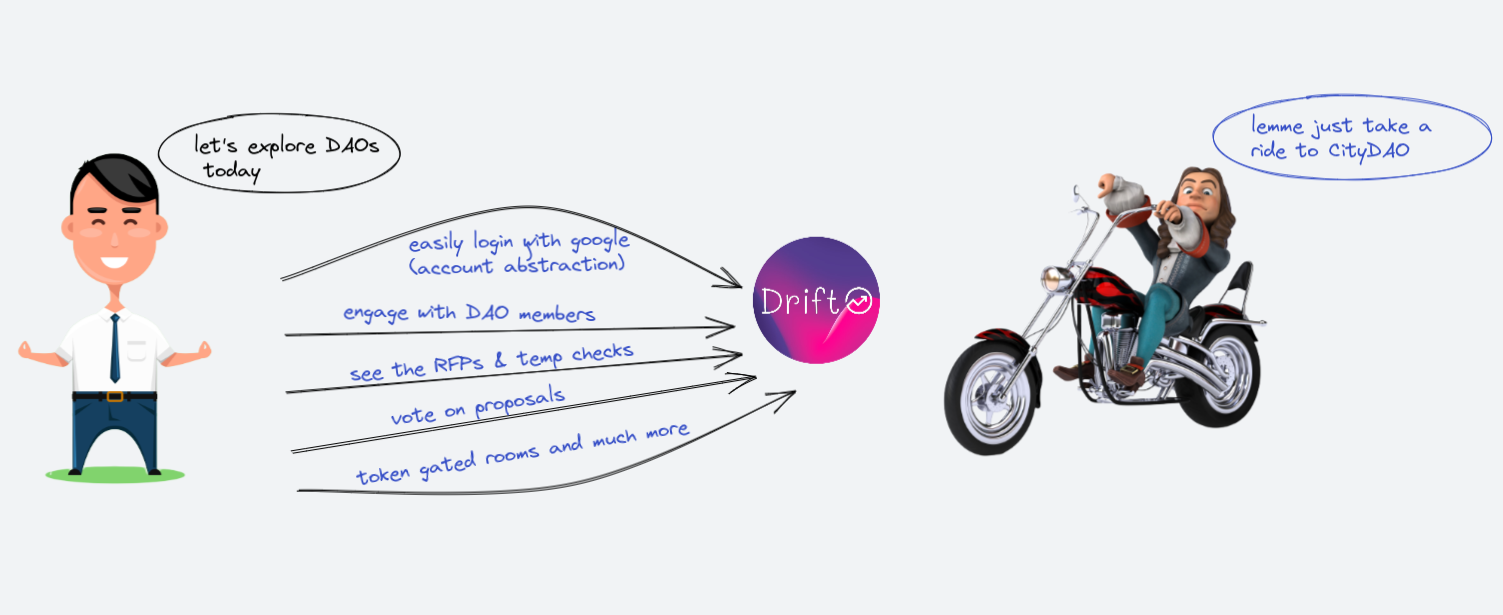 let's explore DAOs
today
easily login with google
(account abstraction)
engage with DAO members
see the RFPs & temp checks
vote on proposals
token gated rooms and much more
Drift
lemme just take a
ride to CityDAO